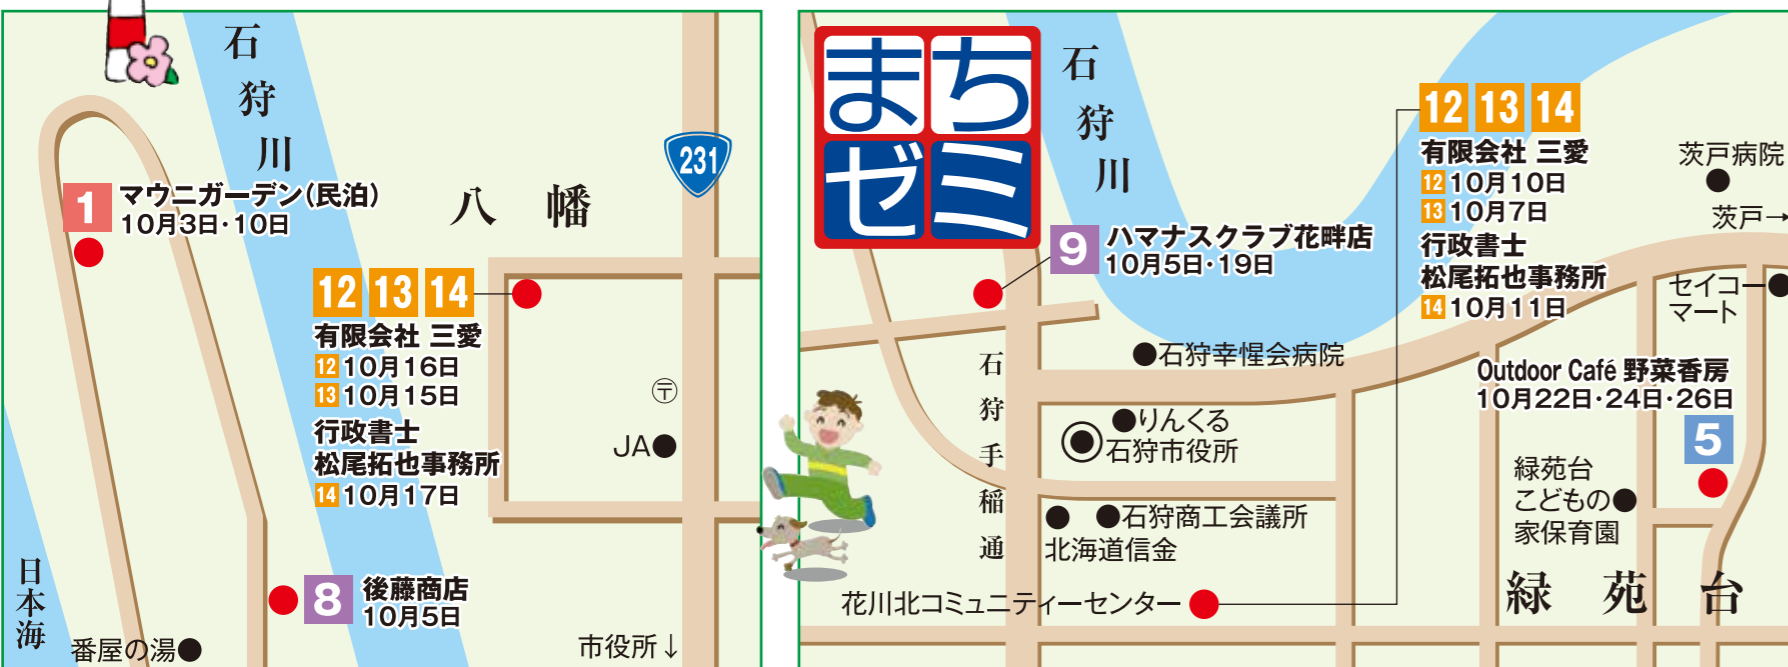 石狩川
1
マウニガーデン(民泊)
10月3日・10日
八幡
231
12 13 14
有限会社 三愛
12 10月16日
13 10月15日
行政書士
松尾拓也事務所
14 10月17日
〒
JA
8
後藤商店
10月5日
日本海
番屋の湯
市役所↓
まち
ゼミ
石狩川
9
ハマナスクラブ花畔店
10月5日・19日
12 13 14
有限会社 三愛
12 10月10日
13 10月7日
行政書士
松尾拓也事務所
14 10月11日
茨戸病院
茨戸→
セイコー
マート
石狩幸惺会病院
石狩手稲通
りんくる
石狩市役所
Outdoor Café 野菜香房
10月22日・24日・26日
5
緑苑台
こどもの
家保育園
石狩商工会議所
北海道信金
花川北コミュニティーセンター
緑苑台